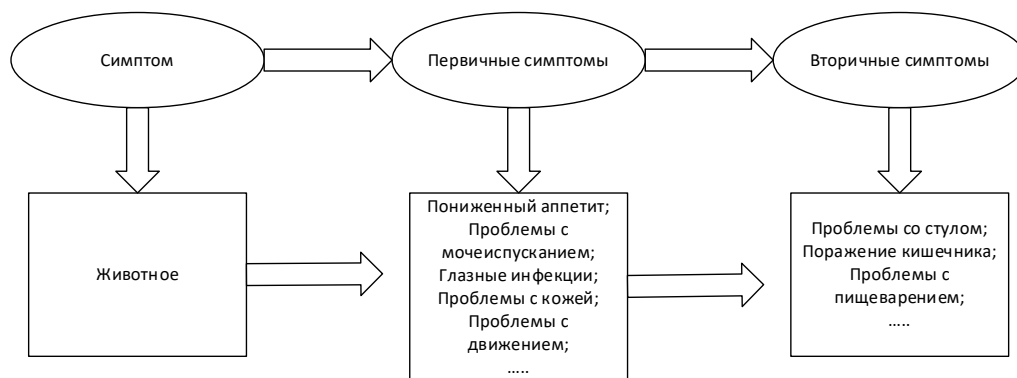 Симптом
Первичные симптомы
Вторичные симптомы
Животное
Пониженный аппетит;
Проблемы с
мочеиспусканием;
Глазные инфекции;
Проблемы с кожей;
Проблемы с
движением;
.....
Проблемы со стулом;
Поражение кишечника;
Проблемы с
пищеварением;
.....